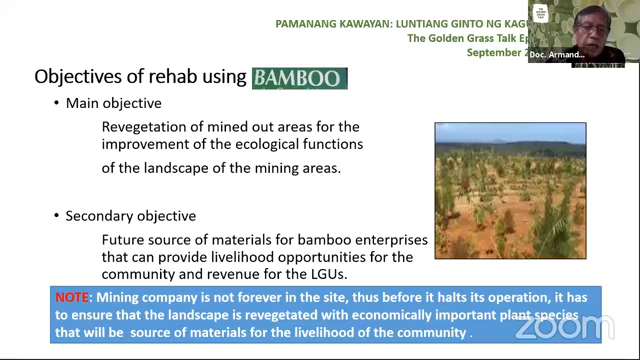 PAMANANG KAWAYAN: LUNTIANG GINTO NG
The Golden Grass Talk
September
Doc. Armand...
Objectives of rehab using BAMBOO
• Main objective
Revegetation of mined out areas for the
improvement of the ecological functions
of the landscape of the mining areas.
• Secondary objective
Future source of materials for bamboo enterprises
that can provide livelihood opportunities for the
community and revenue for the LGUs.
NOTE: Mining company is not forever in the site, thus before it halts its operation, it has
to ensure that the landscape is revegetated with economically important plant species
that will be source of materials for the livelihood of the community .
zoom